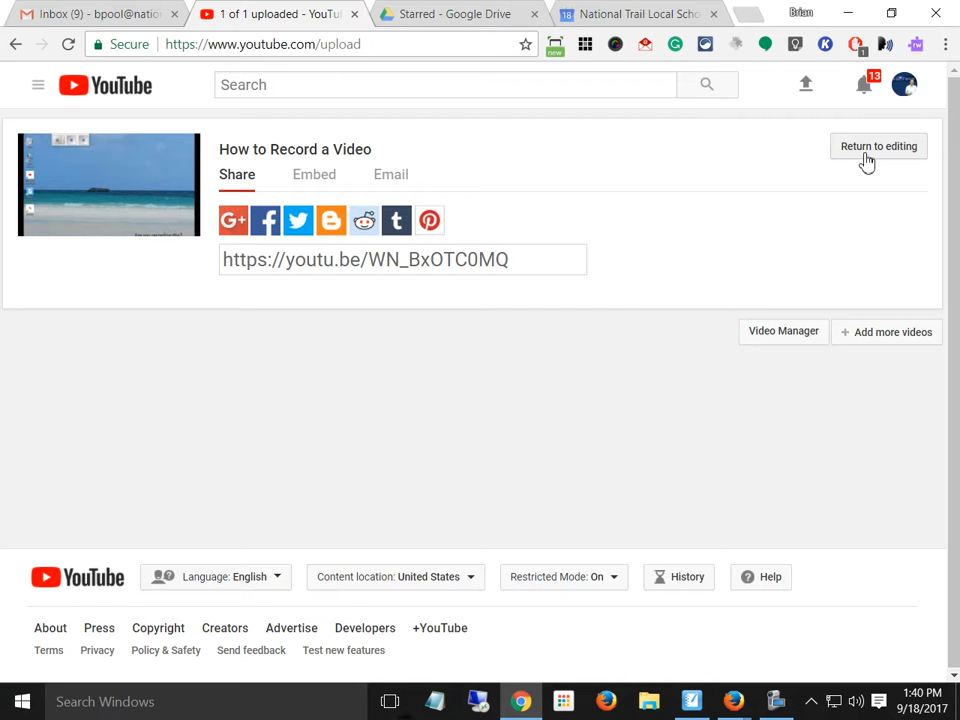 Inbox (9) - bpool@natio
1 of 1 uploaded - YouTu
Starred - Google Drive
National Trail Local Scho
Brian
Secure
https://www.youtube.com/upload
new
1
YouTube
Search
13
How to Record a Video
Return to editing
Share
Embed
Email
G+
https://youtu.be/WN_BxOTC0MQ
Video Manager
+ Add more videos
YouTube
Language: English
Content location: United States
Restricted Mode: On
History
Help
About
Press
Copyright
Creators
Advertise
Developers
+YouTube
Terms
Privacy
Policy & Safety
Send feedback
Test new features
Search Windows
1:40 PM
9/18/2017